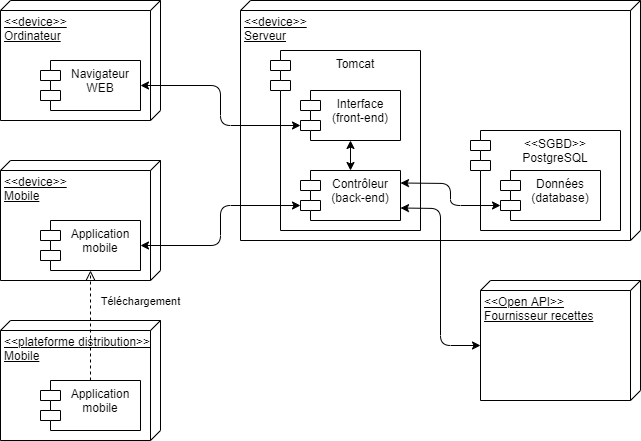 <<device>>
Ordinateur
Navigateur
WEB
<<device>>
Serveur
Tomcat
Interface
(front-end)
<<SGBD>>
PostgreSQL
Contrôleur
(back-end)
Données
(database)
<<device>>
Mobile
Application
mobile
Téléchargement
<<Open API>>
Fournisseur recettes
<<plateforme distribution>>
Mobile
Application
mobile